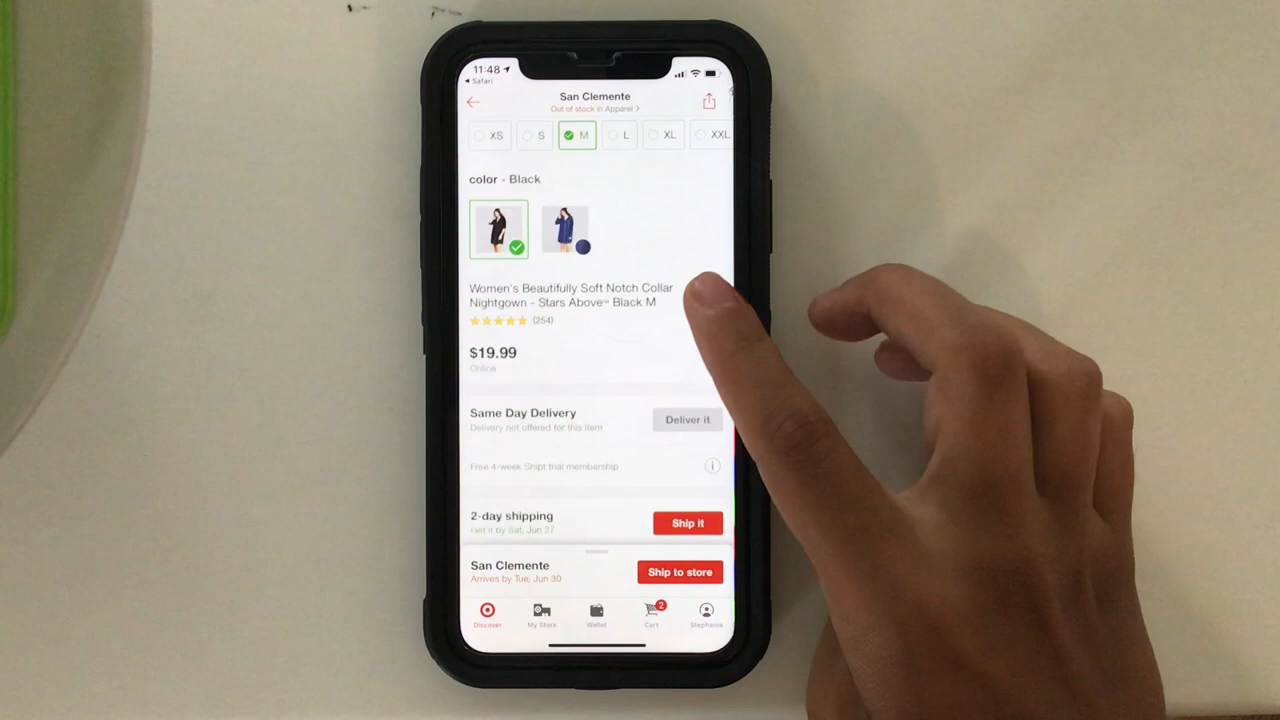 11:48
Safari
San Clemente
Out of stock in Apparel >
XS S M L XL XXL
color - Black
Women's Beautifully Soft Notch Collar
Nightgown - Stars Above™ Black M
(254)
$19.99
Online
Same Day Delivery
Delivery not offered for this item
Deliver it
Free 4-week Shipt trial membership
2-day shipping
Get it by Sat, Jun 27
Ship it
San Clemente
Arrives by Tue, Jun 30
Ship to store
2
Discover My Store Wallet Cart Stephanie